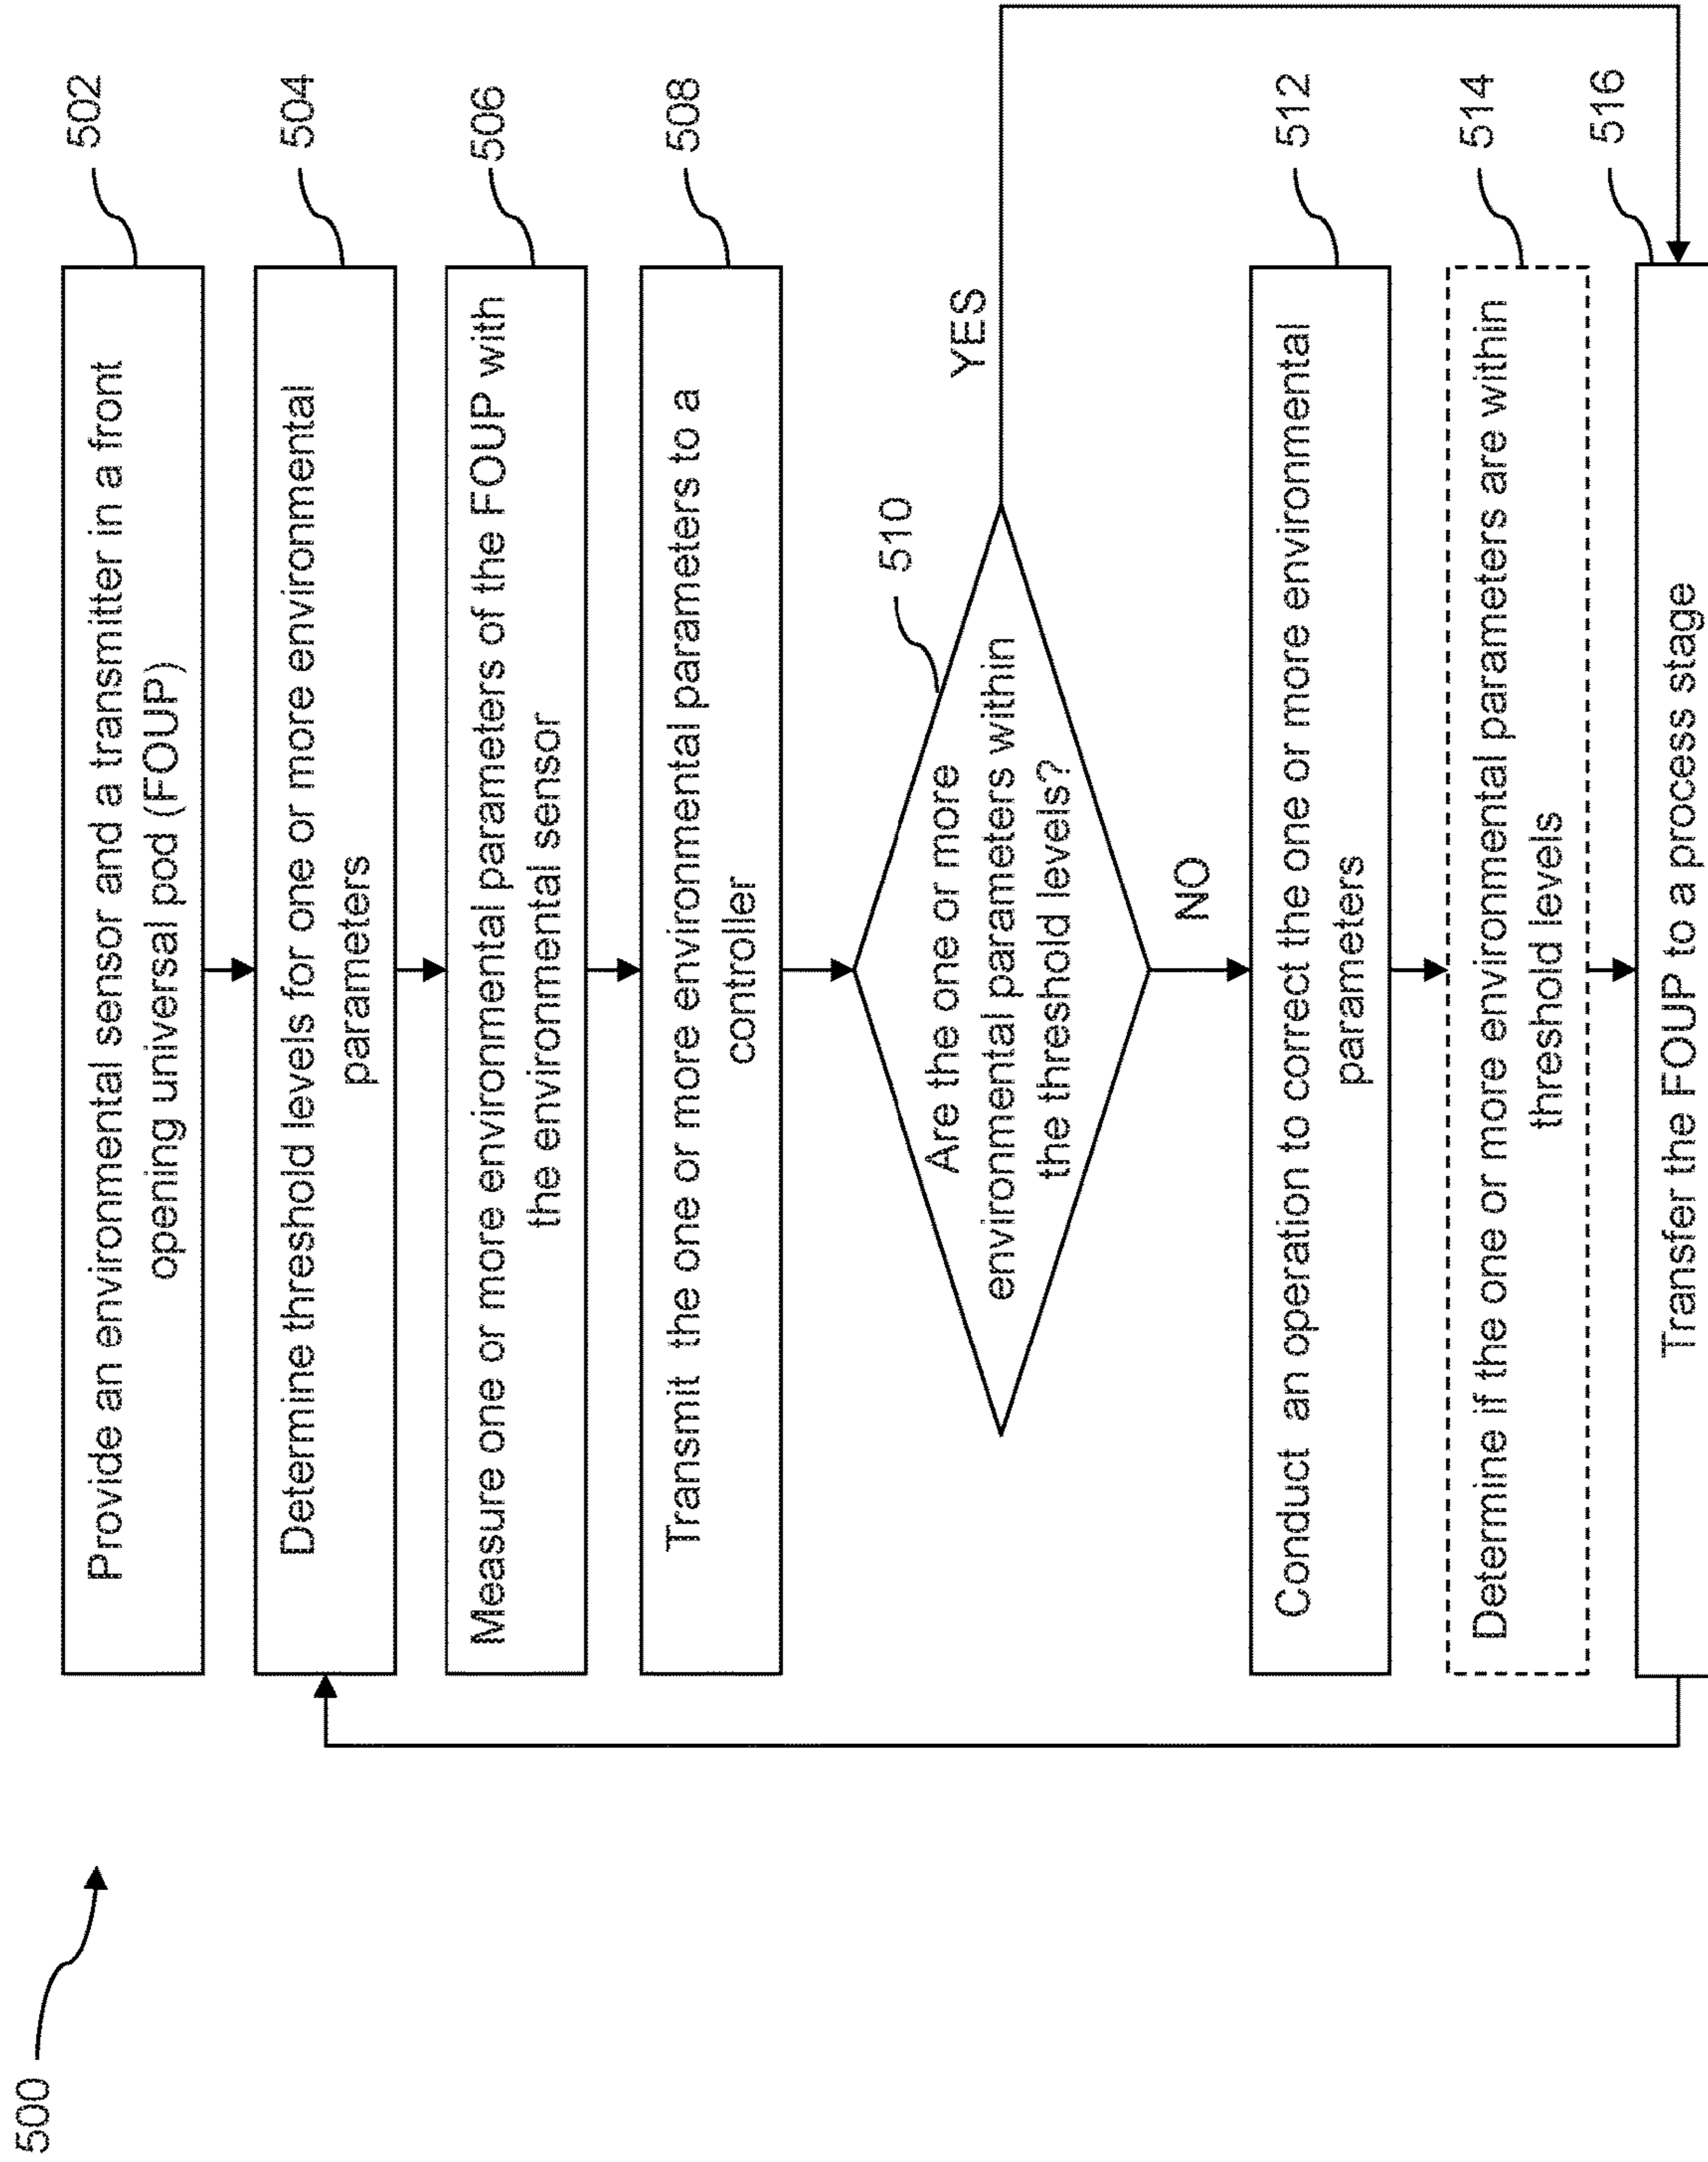 500
Provide an environmental sensor and a transmitter in a front
opening universal pod (FOUP)
502
Determine threshold levels for one or more environmental
parameters
504
Measure one or more environmental parameters of the FOUP with
the environmental sensor
506
Transmit the one or more environmental parameters to a
controller
508
510
Are the one or more
environmental parameters within
the threshold levels?
YES
NO
Conduct an operation to correct the one or more environmental
parameters
512
Determine if the one or more environmental parameters are within
threshold levels
514
Transfer the FOUP to a process stage
516